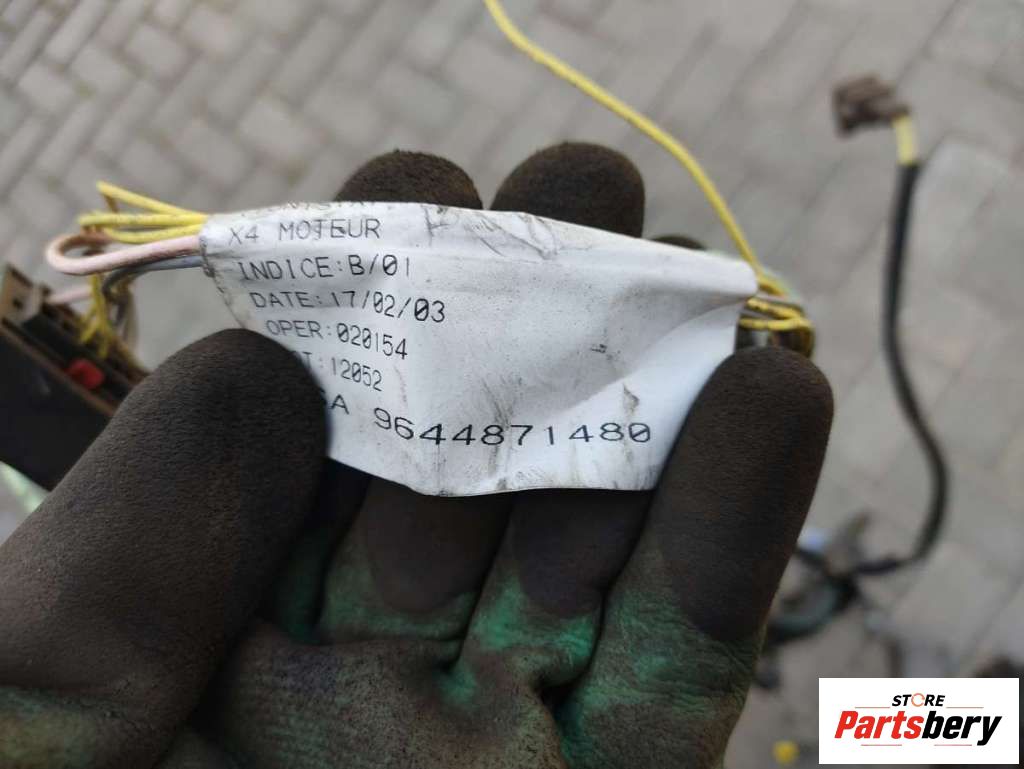 X4 MOTEUR
INDICE:B/01
DATE:17/02/03
OPER:020154
:12052
9644871480
STORE
Partsbery